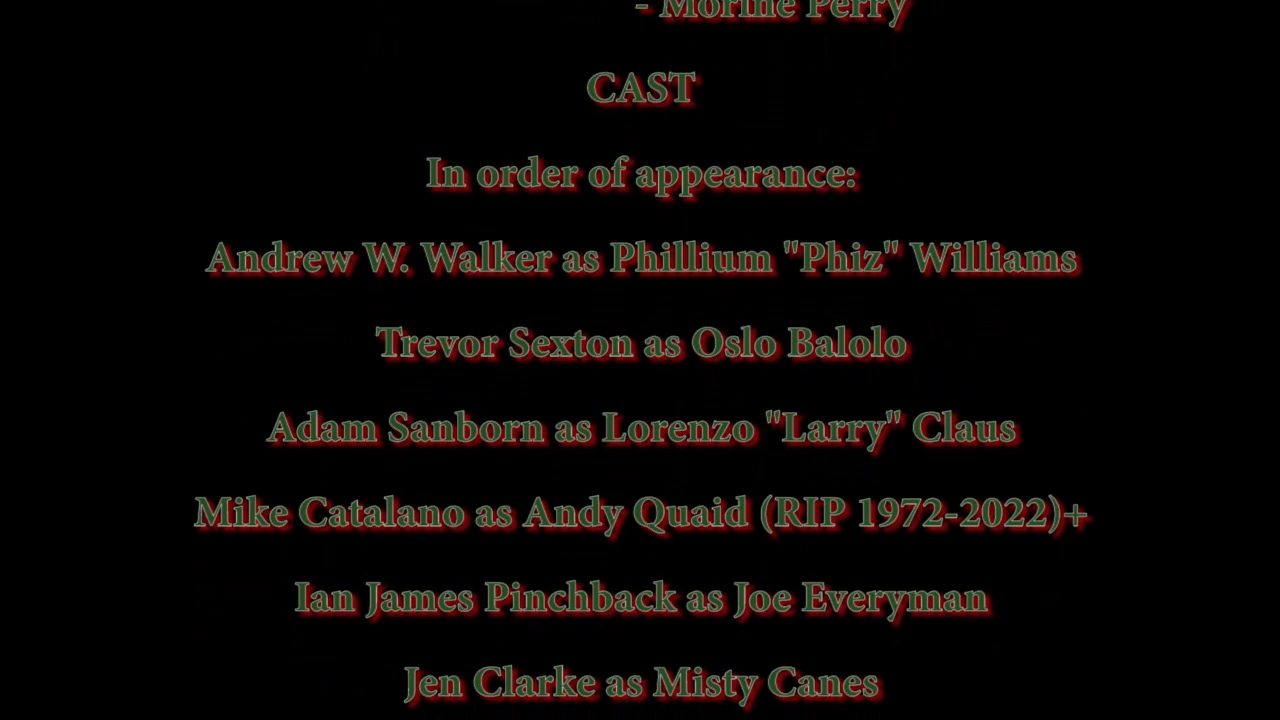 - Morine Perry
CAST
In order of appearance:
Andrew W. Walker as Phillium "Phiz" Williams
Trevor Sexton as Oslo Balolo
Adam Sanborn as Lorenzo "Larry" Claus
Mike Catalano as Andy Quaid (RIP 1972-2022)+
Ian James Pinchback as Joe Everyman
Jen Clarke as Misty Canes